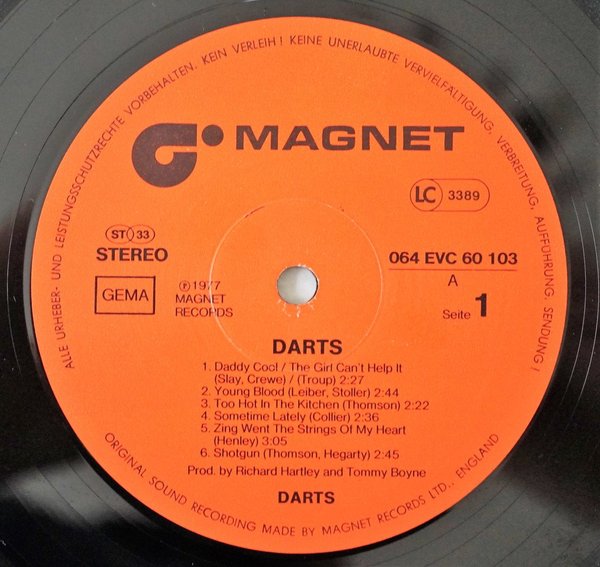 ALLE URHEBER- UND LEISTUNGSSCHUTZRECHTE VORBEHALTEN. KEIN VERLEIH! KEINE UNERLAUBTE VERVIELFÄLTIGUNG, VERBREITUNG, AUFFÜHRUNG, SENDUNG!
MAGNET
LC 3389
ST 33
STEREO
GEMA
℗1977
MAGNET
RECORDS
064 EVC 60 103
A
Seite 1
DARTS
1. Daddy Cool / The Girl Can't Help It
(Slay, Crewe) / (Troup) 2:27
2. Young Blood (Leiber, Stoller) 2:44
3. Too Hot In The Kitchen (Thomson) 2:22
4. Sometime Lately (Collier) 2:36
5. Zing Went The Strings Of My Heart
(Henley) 3:05
6. Shotgun (Thomson, Hegarty) 2:45
Prod. by Richard Hartley and Tommy Boyne
DARTS
ORIGINAL SOUND RECORDING MADE BY MAGNET RECORDS LTD., ENGLAND